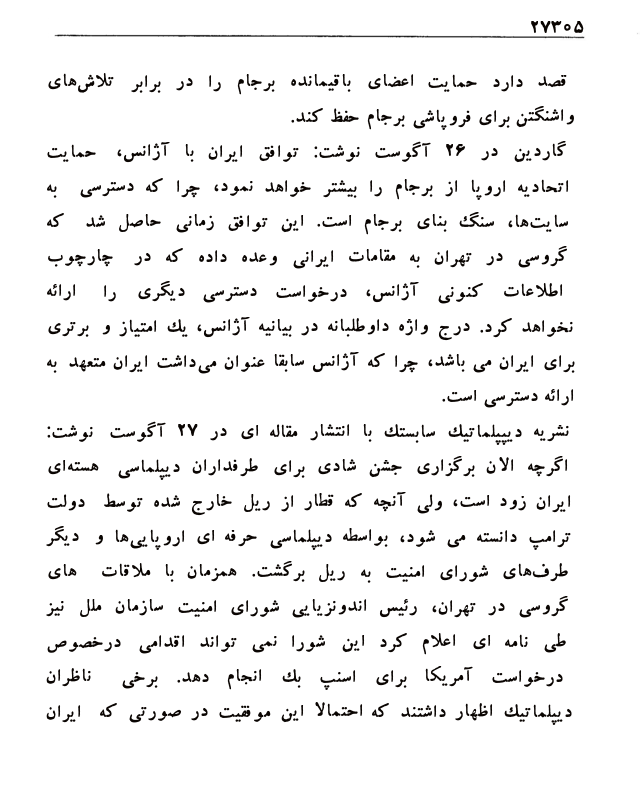 ۲۷۳۰۵
قصد دارد حمایت اعضای باقیمانده برجام را در برابر تلاش‌های
واشنگتن برای فروپاشی برجام حفظ کند.
گاردین در ۲۶ آگوست نوشت: توافق ایران با آژانس، حمایت
اتحادیه اروپا از برجام را بیشتر خواهد نمود، چرا که دسترسی به
سایت‌ها، سنگ بنای برجام است. این توافق زمانی حاصل شد که
گروسی در تهران به مقامات ایرانی وعده داده که در چارچوب
اطلاعات کنونی آژانس، درخواست دسترسی دیگری را ارائه
نخواهد کرد. درج واژه داوطلبانه در بیانیه آژانس، یك امتیاز و برتری
برای ایران می باشد، چرا که آژانس سابقا عنوان می‌داشت ایران متعهد به
ارائه دسترسی است.
نشریه دیپپلماتیك سابستك با انتشار مقاله ای در ۲۷ آگوست نوشت:
اگرچه الان برگزاری جشن شادی برای طرفداران دیپلماسی هسته‌ای
ایران زود است، ولی آنچه که قطار از ریل خارج شده توسط دولت
ترامپ دانسته می شود، بواسطه دیپلماسی حرفه ای اروپایی‌ها و دیگر
طرف‌های شورای امنیت به ریل برگشت. همزمان با ملاقات های
گروسی در تهران، رئیس اندونزیایی شورای امنیت سازمان ملل نیز
طی نامه ای اعلام کرد این شورا نمی تواند اقدامی درخصوص
درخواست آمریکا برای اسنپ بك انجام دهد. برخی ناظران
دیپلماتیك اظهار داشتند که احتمالا این موفقیت در صورتی که ایران